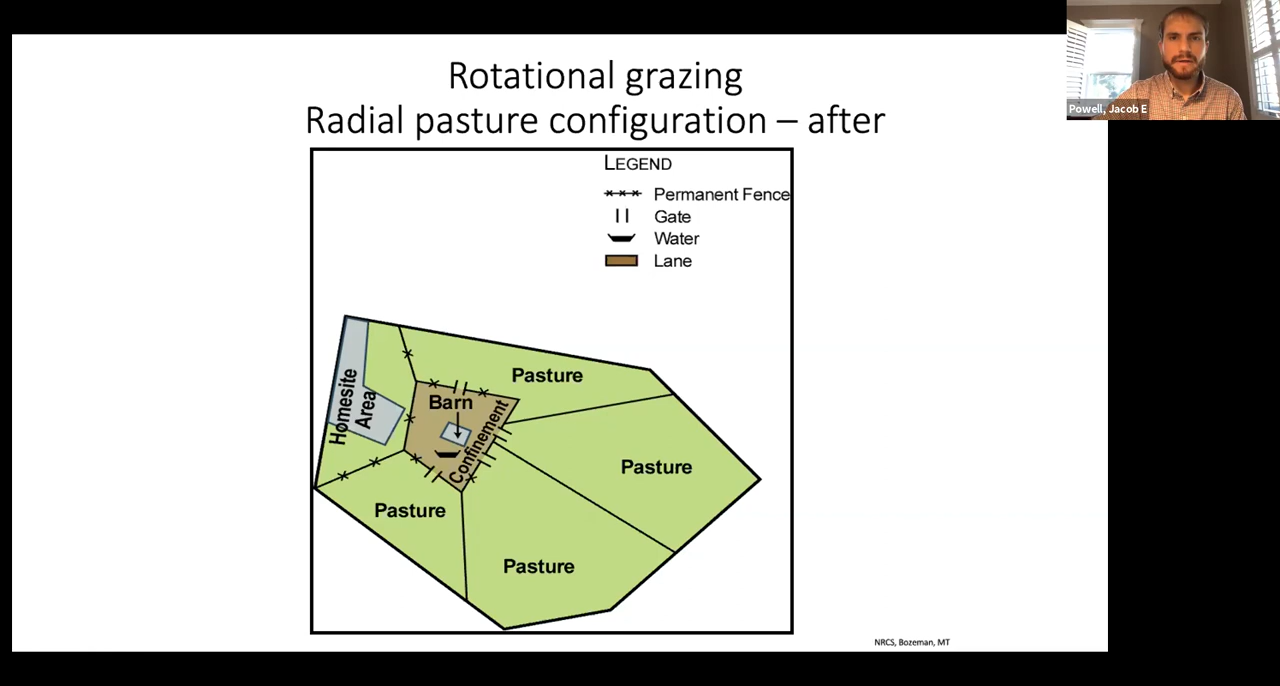 Rotational grazing
Radial pasture configuration – after
Powell, Jacob E
LEGEND
Permanent Fence
Gate
Water
Lane
Homesite
Area
Pasture
Barn
Confinement
Pasture
Pasture
Pasture
NRCS, Bozeman, MT